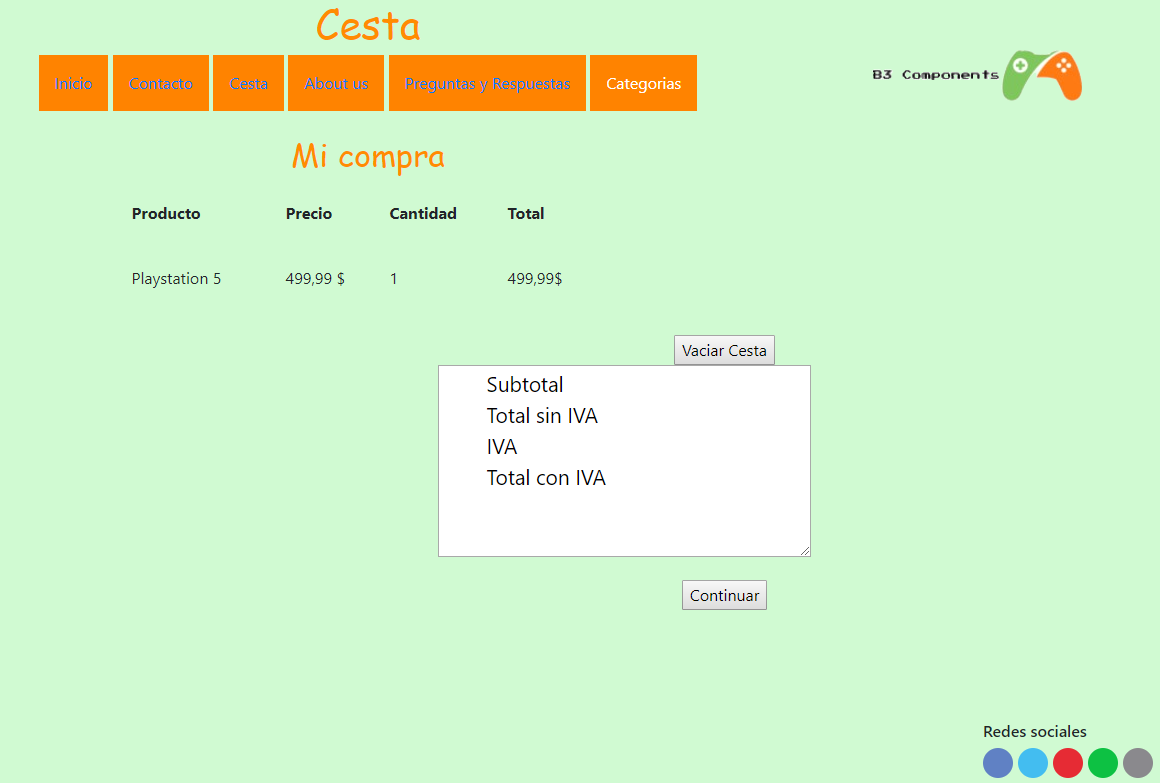 Cesta
Inicio Contacto Cesta About us Preguntas y Respuestas Categorias
B3 Components
Mi compra
Producto Precio Cantidad Total
Playstation 5 499,99 $ 1 499,99$
Vaciar Cesta
Subtotal
Total sin IVA
IVA
Total con IVA
Continuar
Redes sociales